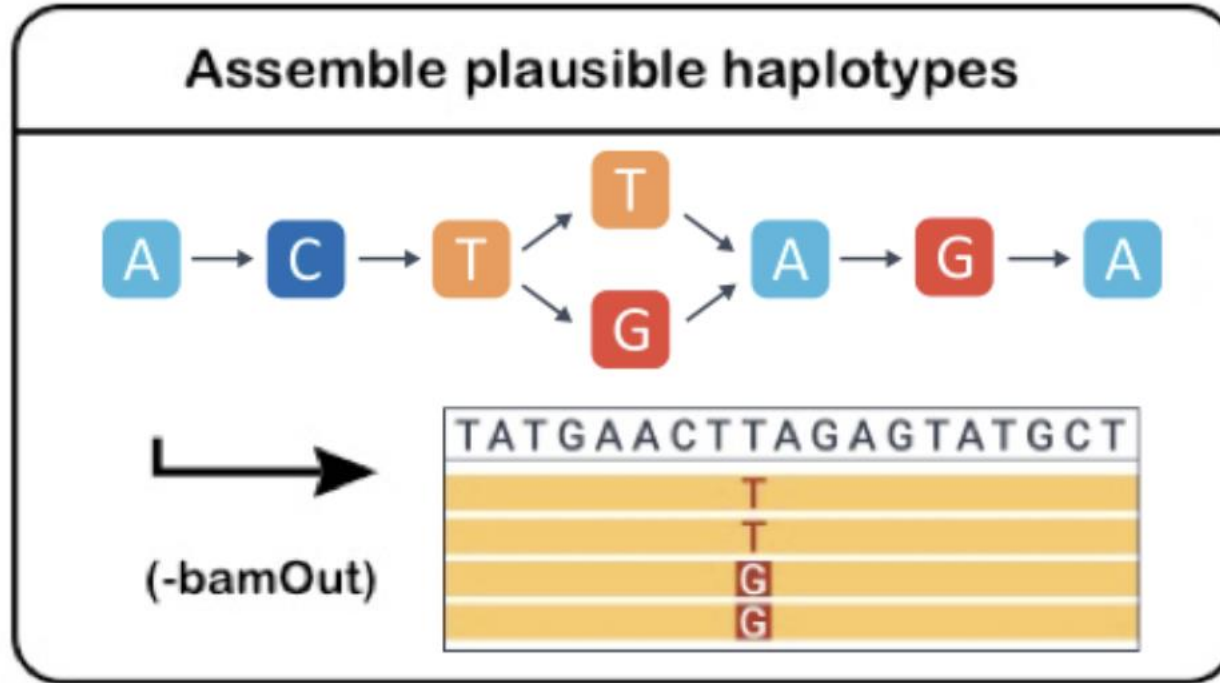 Assemble plausible haplotypes
T
A C T A G A
G
TATGAACTTAGAGTATGCT
T
T
G
(-bamOut)
G